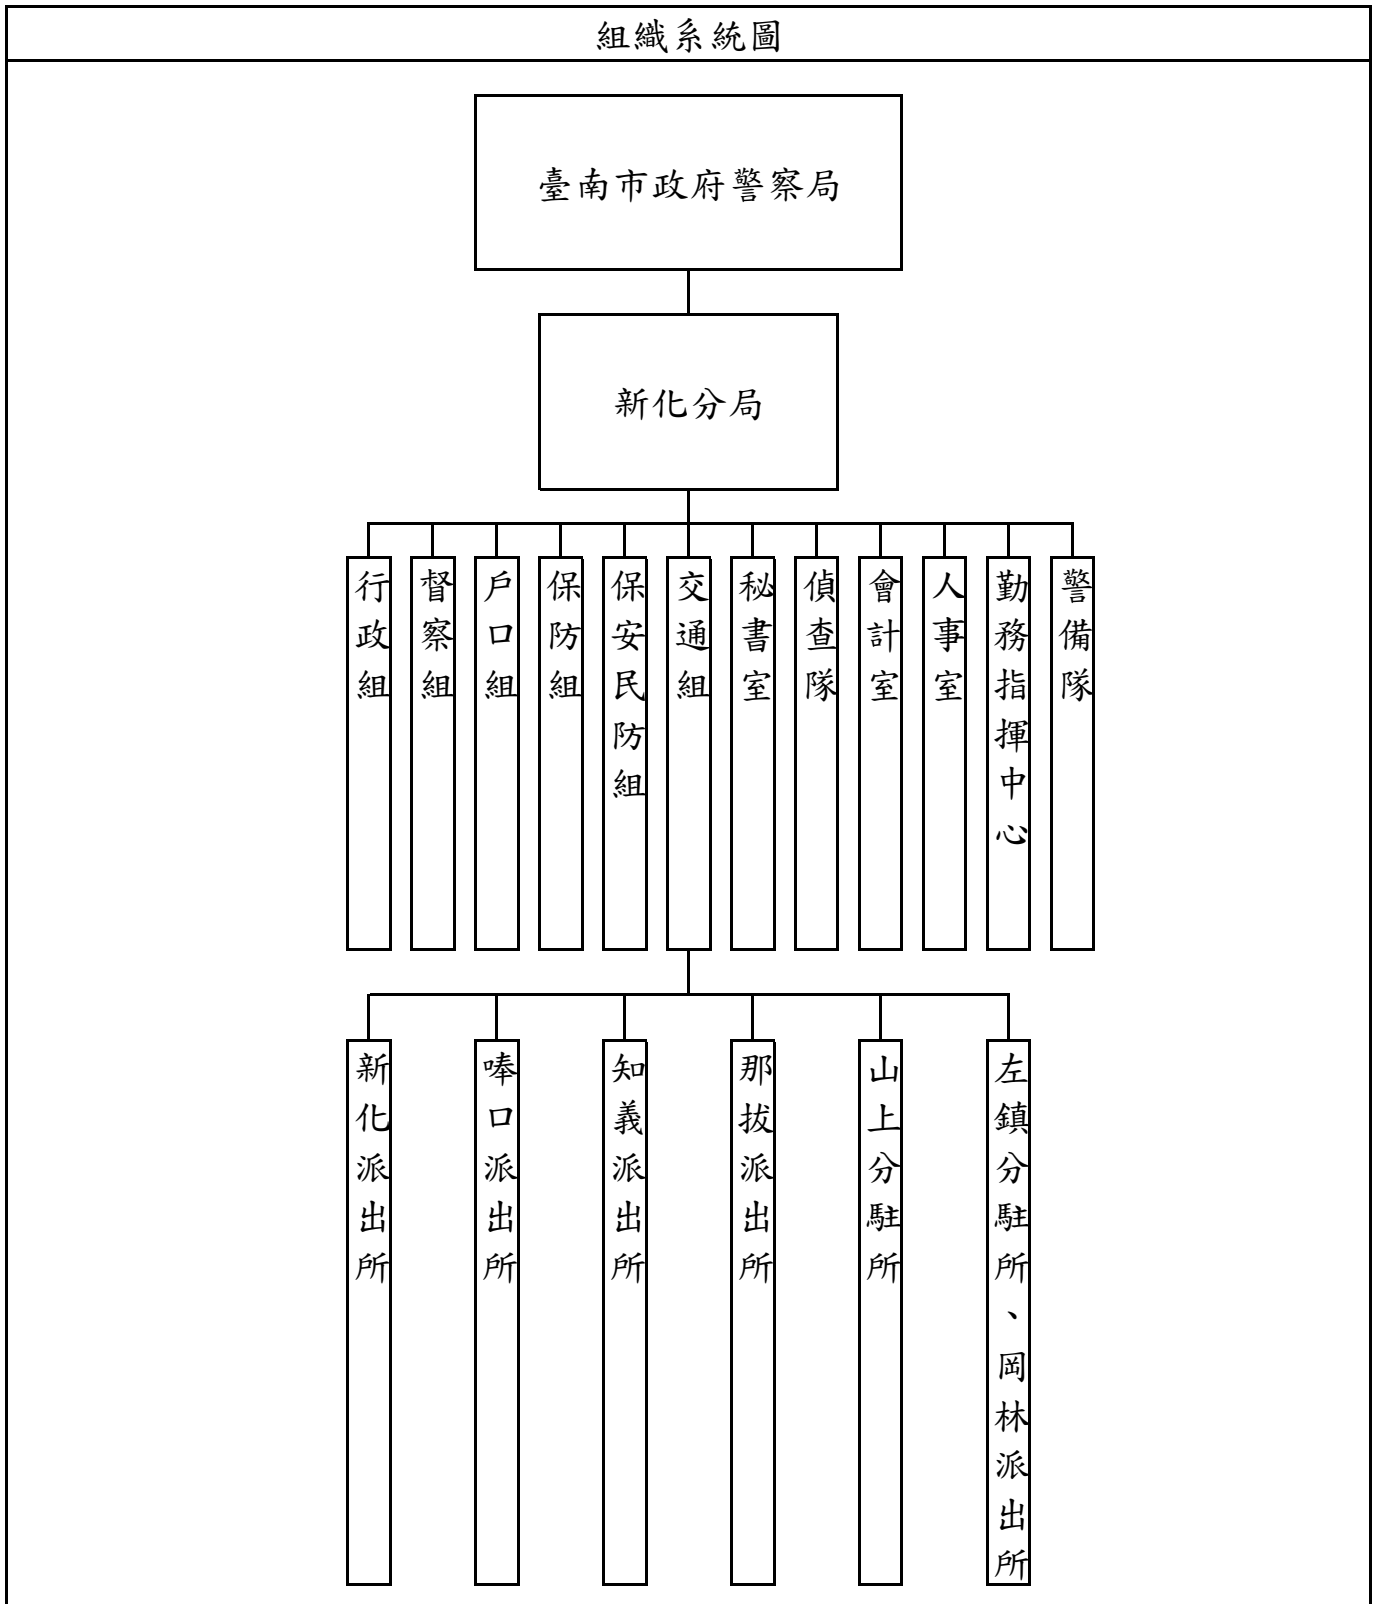 組織系統圖
臺南市政府警察局
新化分局
行政組
督察組
戶口組
保防組
保安民防組
交通組
秘書室
偵查隊
會計室
人事室
勤務指揮中心
警備隊
新化派出所
唪口派出所
知義派出所
那拔派出所
山上分駐所
左鎮分駐所、岡林派出所